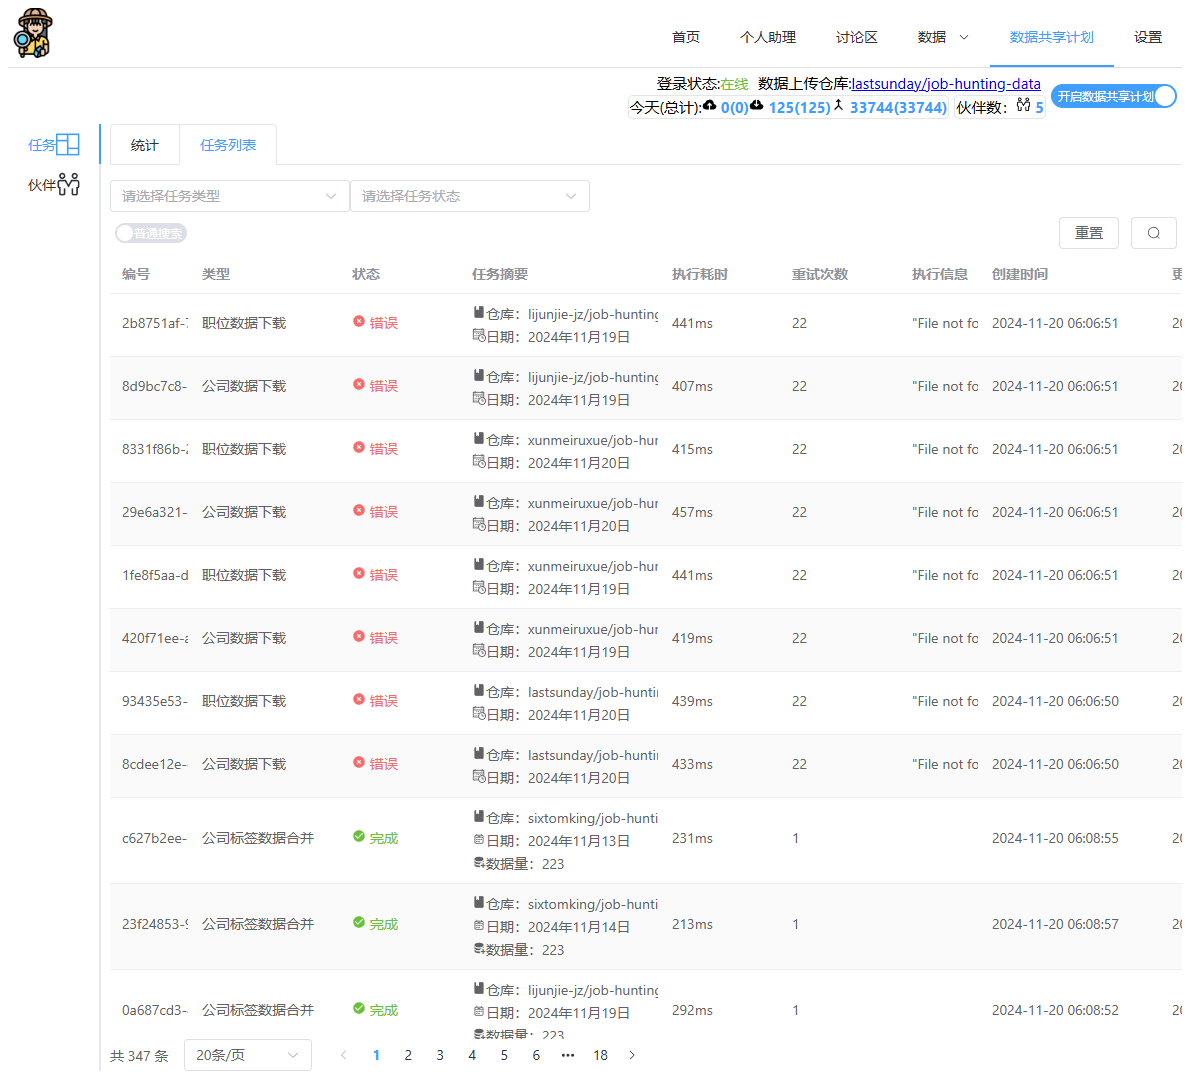 首页 个人助理 讨论区 数据 数据共享计划 设置
登录状态:在线 数据上传仓库:lastsunday/job-hunting-data
今天(总计): 0(0) 125(125) 33744(33744) 伙伴数: 5 开启数据共享计划
任务 统计 任务列表
伙伴
请选择任务类型 请选择任务状态
普通搜索 重置
编号 类型 状态 任务摘要 执行耗时 重试次数 执行信息 创建时间 更
仓库：lijunjie-jz/job-hunting
2b8751af- 职位数据下载 错误 441ms 22 "File not fo 2024-11-20 06:06:51 20
日期：2024年11月19日
仓库：lijunjie-jz/job-hunting
8d9bc7c8- 公司数据下载 错误 407ms 22 "File not fo 2024-11-20 06:06:51 20
日期：2024年11月19日
仓库：xunmeiruxue/job-hur
8331f86b-2 职位数据下载 错误 415ms 22 "File not fo 2024-11-20 06:06:51 20
日期：2024年11月20日
仓库：xunmeiruxue/job-hur
29e6a321- 公司数据下载 错误 457ms 22 "File not fo 2024-11-20 06:06:51 20
日期：2024年11月20日
仓库：xunmeiruxue/job-hur
1fe8f5aa-d 职位数据下载 错误 441ms 22 "File not fo 2024-11-20 06:06:51 20
日期：2024年11月19日
仓库：xunmeiruxue/job-hur
420f71ee-a 公司数据下载 错误 419ms 22 "File not fo 2024-11-20 06:06:51 20
日期：2024年11月19日
仓库：lastsunday/job-huntin
93435e53- 职位数据下载 错误 439ms 22 "File not fo 2024-11-20 06:06:50 20
日期：2024年11月20日
仓库：lastsunday/job-huntin
8cdee12e- 公司数据下载 错误 433ms 22 "File not fo 2024-11-20 06:06:50 20
日期：2024年11月20日
仓库：sixtomking/job-hunti
c627b2ee- 公司标签数据合并 完成 日期：2024年11月13日 231ms 1 2024-11-20 06:08:55 20
数据量：223
仓库：sixtomking/job-hunti
23f24853-9 公司标签数据合并 完成 日期：2024年11月14日 213ms 1 2024-11-20 06:08:57 20
数据量：223
仓库：lijunjie-jz/job-hunting
0a687cd3- 公司标签数据合并 完成 日期：2024年11月19日 292ms 1 2024-11-20 06:08:52 20
数据量：223
共 347 条 20条/页 1 2 3 4 5 6 ••• 18